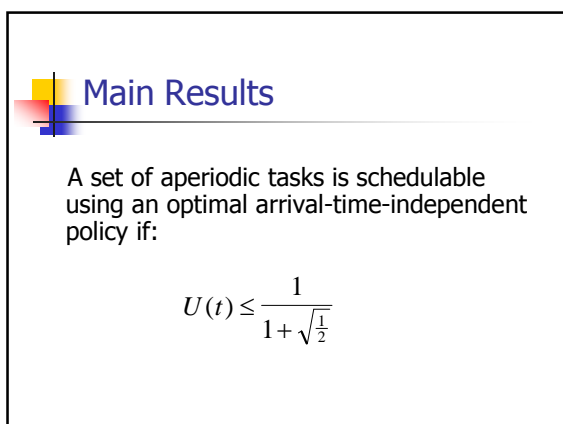 Main Results
A set of aperiodic tasks is schedulable
using an optimal arrival-time-independent
policy if:
U(t) ≤ 1 / (1 + √(1/2))